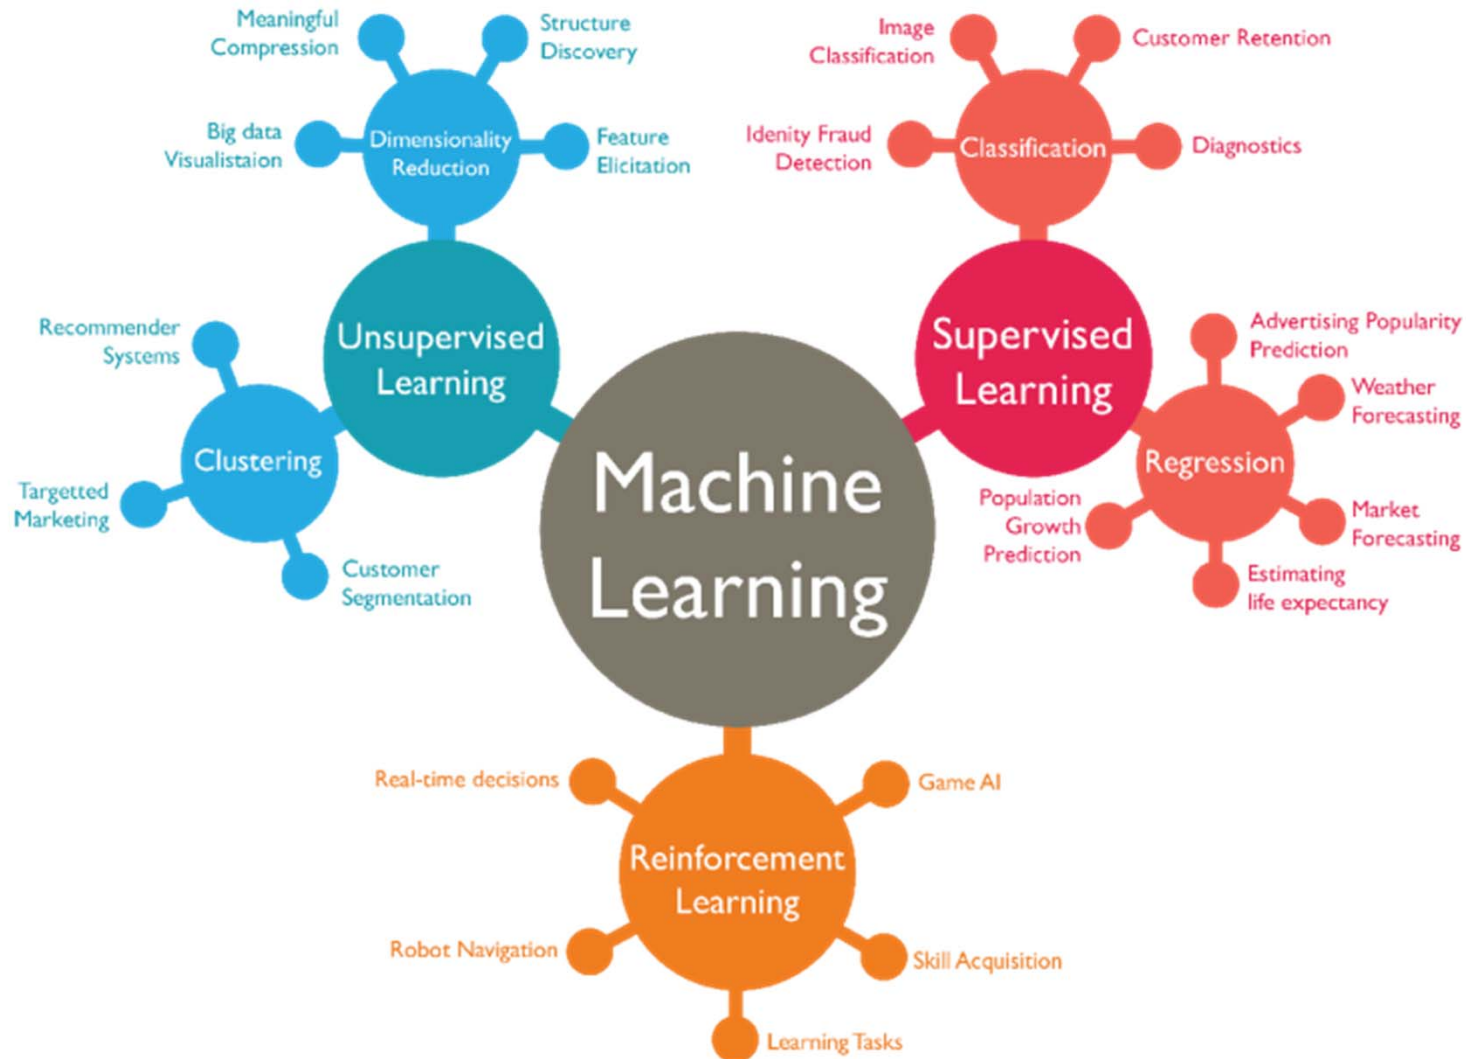 Meaningful
Compression
Structure
Discovery
Big data
Visualistaion
Dimensionality
Reduction
Feature
Elicitation
Image
Classification
Customer Retention
Idenity Fraud
Detection
Classification
Diagnostics
Unsupervised
Learning
Recommender
Systems
Clustering
Targetted
Marketing
Customer
Segmentation
Supervised
Learning
Advertising Popularity
Prediction
Weather
Forecasting
Regression
Population
Growth
Prediction
Market
Forecasting
Estimating
life expectancy
Machine
Learning
Real-time decisions
Game AI
Reinforcement
Learning
Robot Navigation
Skill Acquisition
Learning Tasks